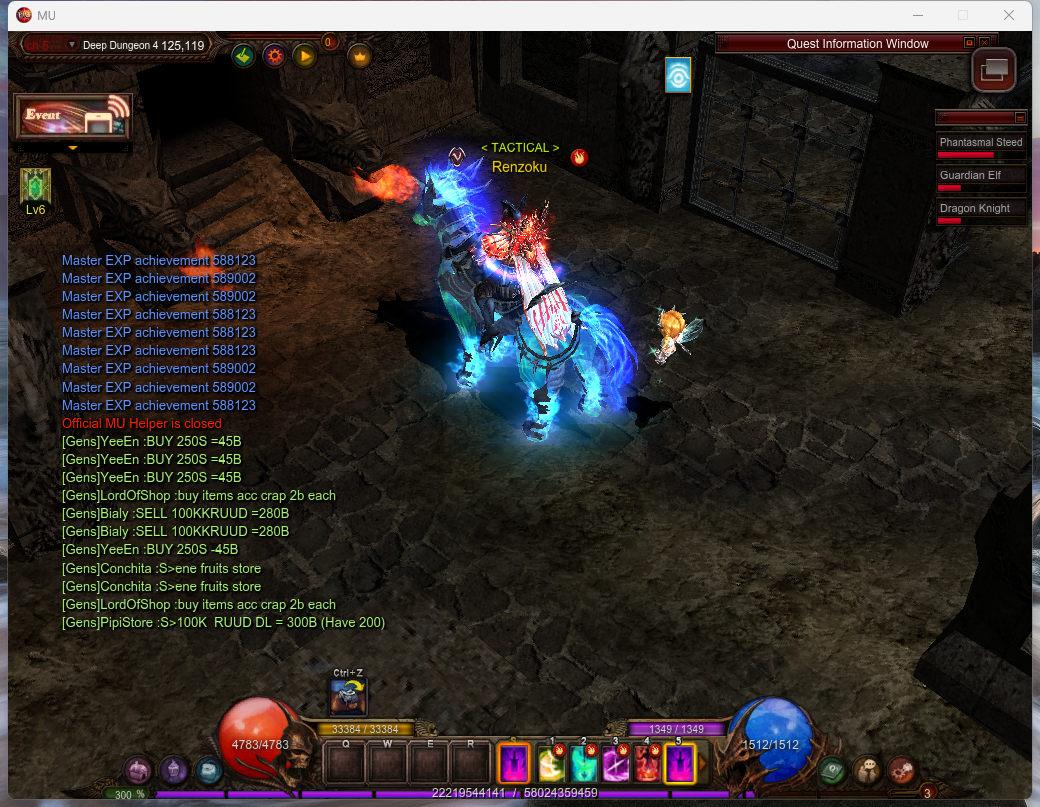 MU
Deep Dungeon 4 125,119
0
Quest Information Window
Event
Phantasmal Steed
Guardian Elf
Dragon Knight
< TACTICAL >
Renzoku
Lv6
Master EXP achievement 588123
Master EXP achievement 589002
Master EXP achievement 589002
Master EXP achievement 588123
Master EXP achievement 588123
Master EXP achievement 588123
Master EXP achievement 589002
Master EXP achievement 589002
Master EXP achievement 588123
Official MU Helper is closed
[Gens]YeeEn :BUY 250S =45B
[Gens]YeeEn :BUY 250S =45B
[Gens]YeeEn :BUY 250S =45B
[Gens]LordOfShop :buy items acc crap 2b each
[Gens]Bialy :SELL 100KKRUUD =280B
[Gens]Bialy :SELL 100KKRUUD =280B
[Gens]YeeEn :BUY 250S -45B
[Gens]Conchita :S>ene fruits store
[Gens]Conchita :S>ene fruits store
[Gens]LordOfShop :buy items acc crap 2b each
[Gens]PipiStore :S>100K  RUUD DL = 300B (Have 200)
Ctrl+Z
33384 / 33384
1349 / 1349
4783/4783
Q W E R
1 2 3 4 5
1512/1512
300 %
22219544141 / 58024359459
3